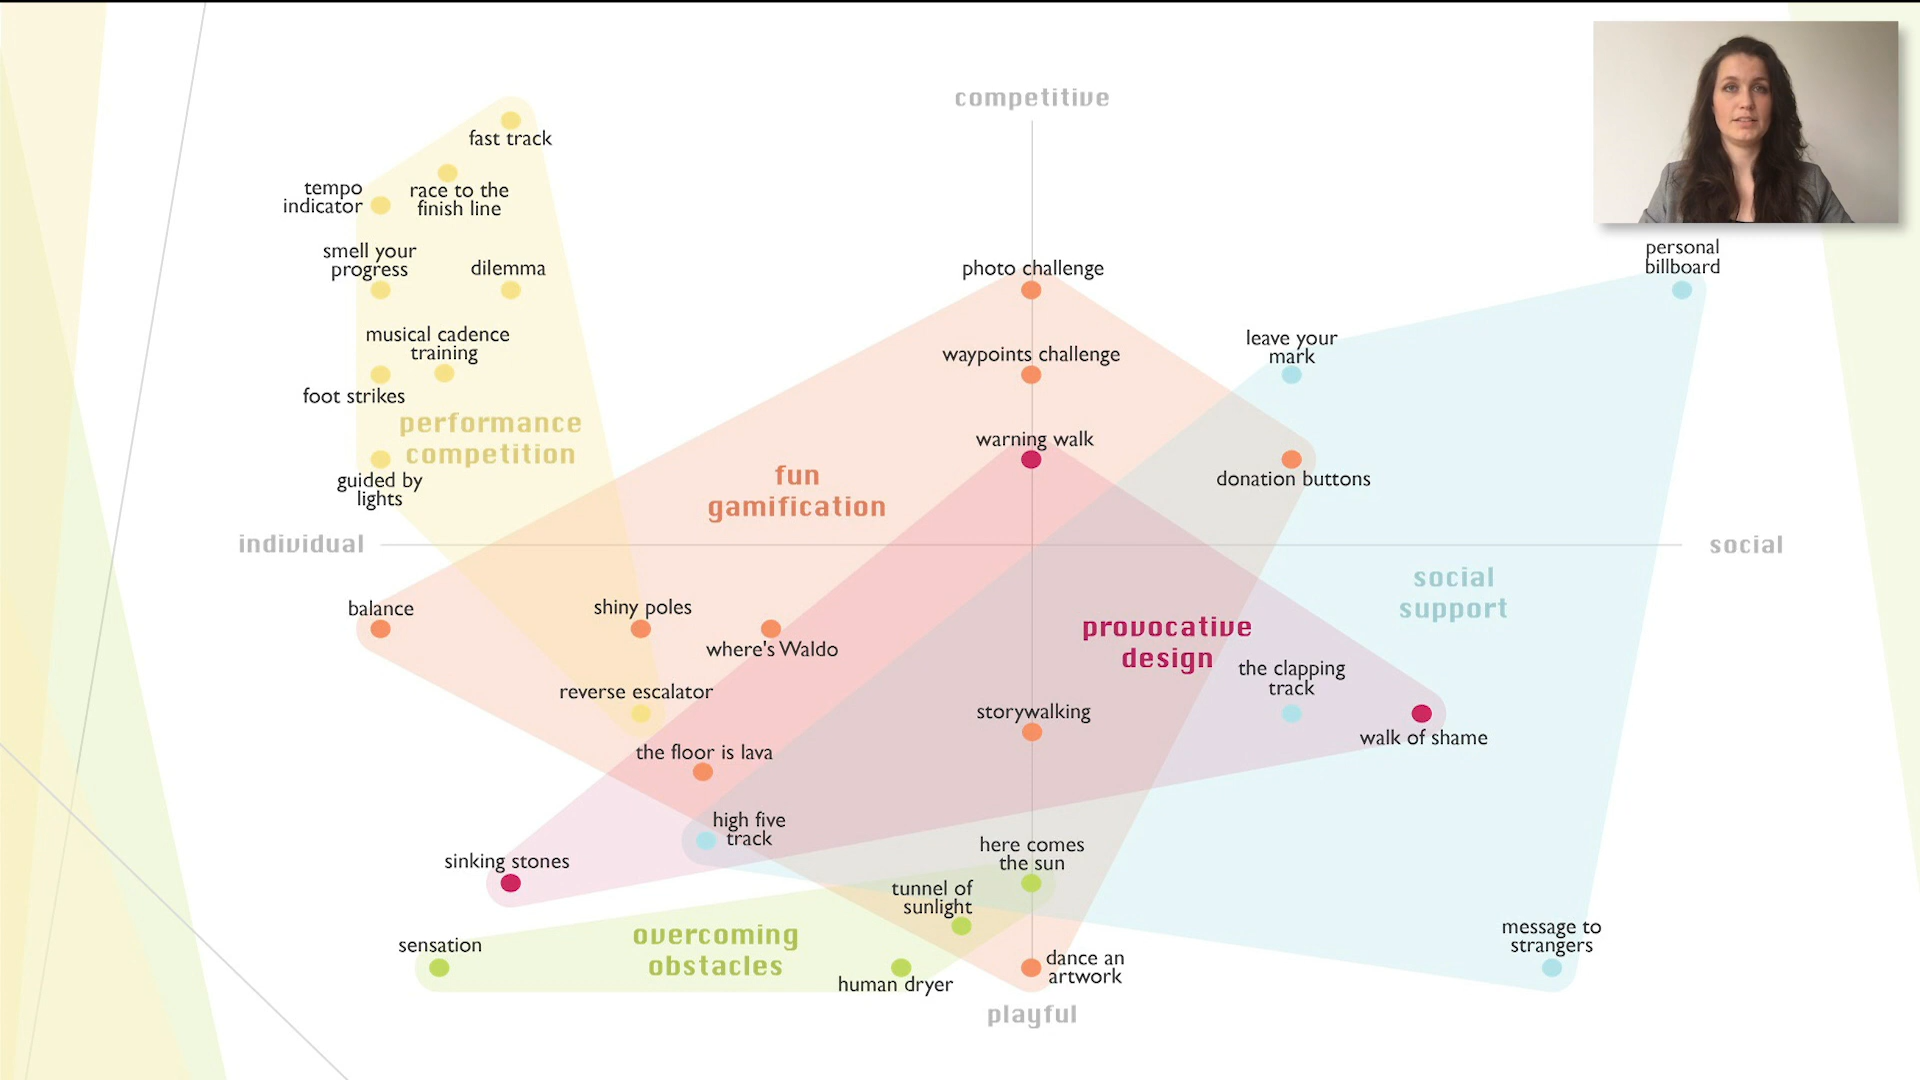 competitive
fast track
tempo
indicator
race to the
finish line
smell your
progress
dilemma
photo challenge
personal
billboard
musical cadence
training
waypoints challenge
leave your
mark
foot strikes
performance
competition
warning walk
fun
gamification
donation buttons
guided by
lights
individual
social
social
support
balance
shiny poles
where's Waldo
provocative
design
the clapping
track
reverse escalator
storywalking
walk of shame
the floor is lava
high five
track
sinking stones
here comes
the sun
tunnel of
sunlight
sensation
overcoming
obstacles
human dryer
dance an
artwork
message to
strangers
playful